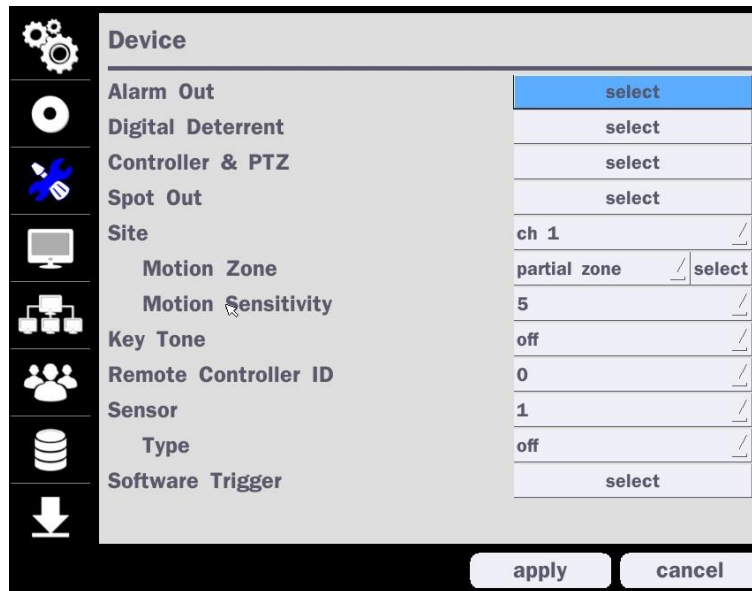 Device
Alarm Out select
Digital Deterrent select
Controller & PTZ select
Spot Out select
Site ch 1
Motion Zone partial zone select
Motion Sensitivity 5
Key Tone off
Remote Controller ID 0
Sensor 1
Type off
Software Trigger select
apply cancel